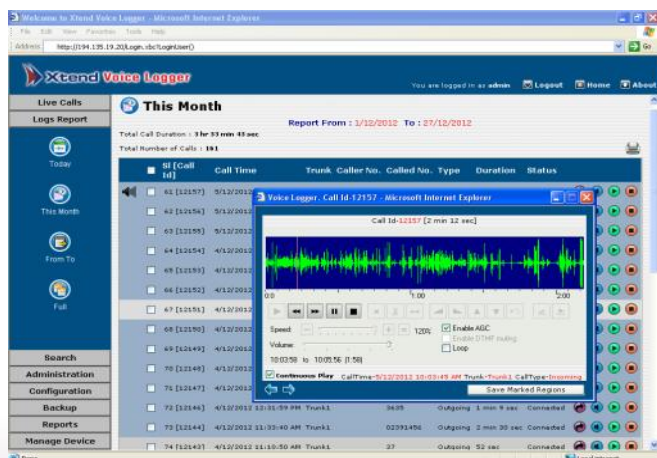 Welcome to Xtend Voice Logger - Microsoft Internet Explorer
File Edit View Favorites Tools Help
Address http://194.135.19.20/Login.xbc?LoginUser() Go
Xtend Voice Logger
You are logged in as admin Logout Home About
Live Calls
Logs Report
Today
This Month
From To
Full
Search
Administration
Configuration
Backup
Reports
Manage Device
This Month
Report From : 1/12/2012 To : 27/12/2012
Total Call Duration : 3 hr 33 min 43 sec
Total Number of Calls : 161
Sl [Call Id] Call Time Trunk Caller No. Called No. Type Duration Status
61 [12157] 5/12/2012
62 [12156] 5/12/2012
63 [12155] 5/12/2012
64 [12154] 4/12/2012
65 [12153] 4/12/2012
66 [12152] 4/12/2012
67 [12151] 4/12/2012
68 [12150] 4/12/2012
69 [12149] 4/12/2012
70 [12148] 4/12/2012
71 [12147] 4/12/2012
72 [12146] 4/12/2012 12:31:59 PM Trunk1 3635 Outgoing 1 min 9 sec Connected
73 [12144] 4/12/2012 11:33:40 AM Trunk1 02391456 Outgoing 2 min 30 sec Connected
74 [12143] 4/12/2012 11:10:50 AM Trunk1 37 Outgoing 52 sec Connected
Voice Logger. Call Id-12157 - Microsoft Internet Explorer
Call Id-12157 [2 min 12 sec]
0:0 1:00 2:00
Speed: 120%
Enable AGC
Enable DTMF muting
Loop
Volume:
10:03:58 to 10:05:56 (1:58)
Continuous Play CallTime-5/12/2012 10:03:45 AM Trunk-Trunk1 CallType-Incoming
Save Marked Regions